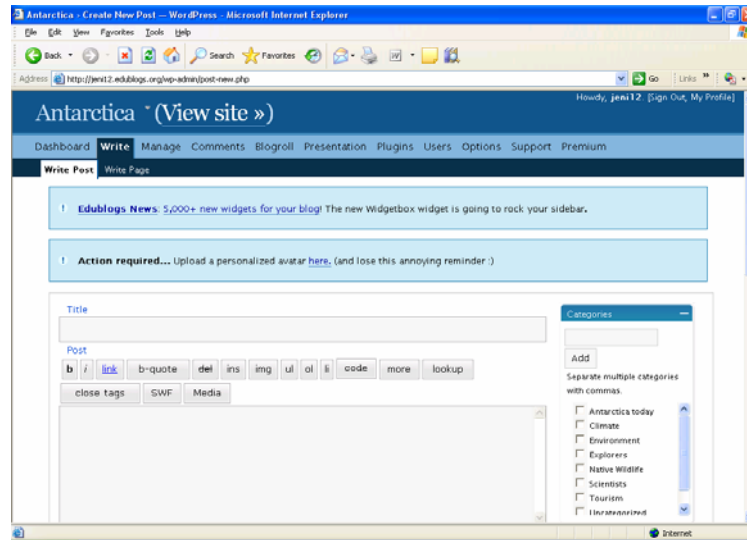 Antarctica › Create New Post — WordPress - Microsoft Internet Explorer
File Edit View Favorites Tools Help
Back Search Favorites
Address http://jeni12.edublogs.org/wp-admin/post-new.php Go Links »
Howdy, jeni12. [Sign Out, My Profile]
Antarctica (View site »)
Dashboard Write Manage Comments Blogroll Presentation Plugins Users Options Support Premium
Write Post Write Page
! Edublogs News: 5,000+ new widgets for your blog! The new Widgetbox widget is going to rock your sidebar.
! Action required... Upload a personalized avatar here. (and lose this annoying reminder :)
Title
Post
b i link b-quote del ins img ul ol li code more lookup
close tags SWF Media
Categories
Add
Separate multiple categories
with commas.
Antarctica today
Climate
Environment
Explorers
Native Wildlife
Scientists
Tourism
Uncategorized
Internet